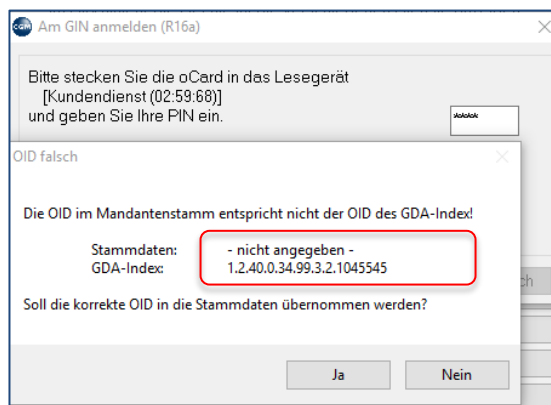 CGM Am GIN anmelden (R16a)
Bitte stecken Sie die oCard in das Lesegerät
[Kundendienst (02:59:68)]
und geben Sie Ihre PIN ein.
****
OID falsch
Die OID im Mandantenstamm entspricht nicht der OID des GDA-Index!
Stammdaten: - nicht angegeben -
GDA-Index: 1.2.40.0.34.99.3.2.1045545
Soll die korrekte OID in die Stammdaten übernommen werden?
ch
Ja Nein